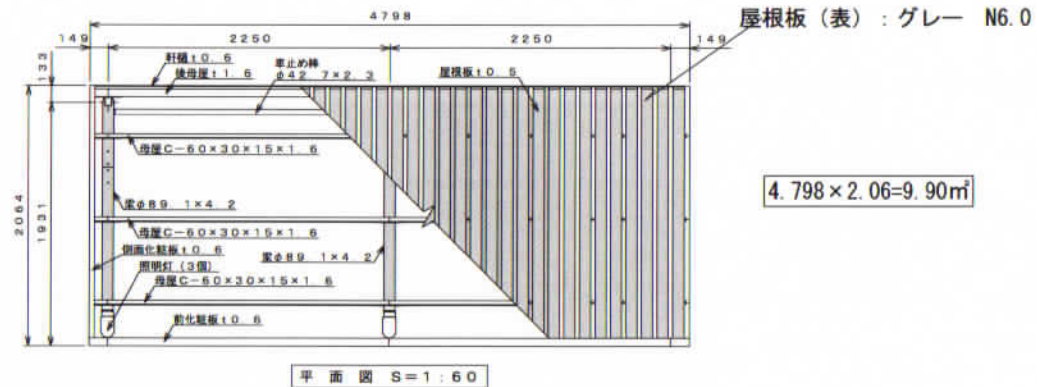 4798
屋根板（表）：グレー N6.0
149
2250
2250
149
133
軒樋t0.6
後母屋t1.6
車止め棒
φ42.7×2.3
屋根板t0.5
母屋C-60×30×15×1.6
2064
1931
梁φ89.1×4.2
母屋C-60×30×15×1.6
側面化粧板t0.6
梁φ89.1×4.2
照明灯（3個）
母屋C-60×30×15×1.6
前化粧板t0.6
4.798×2.06=9.90㎡
平面図 S=1:60